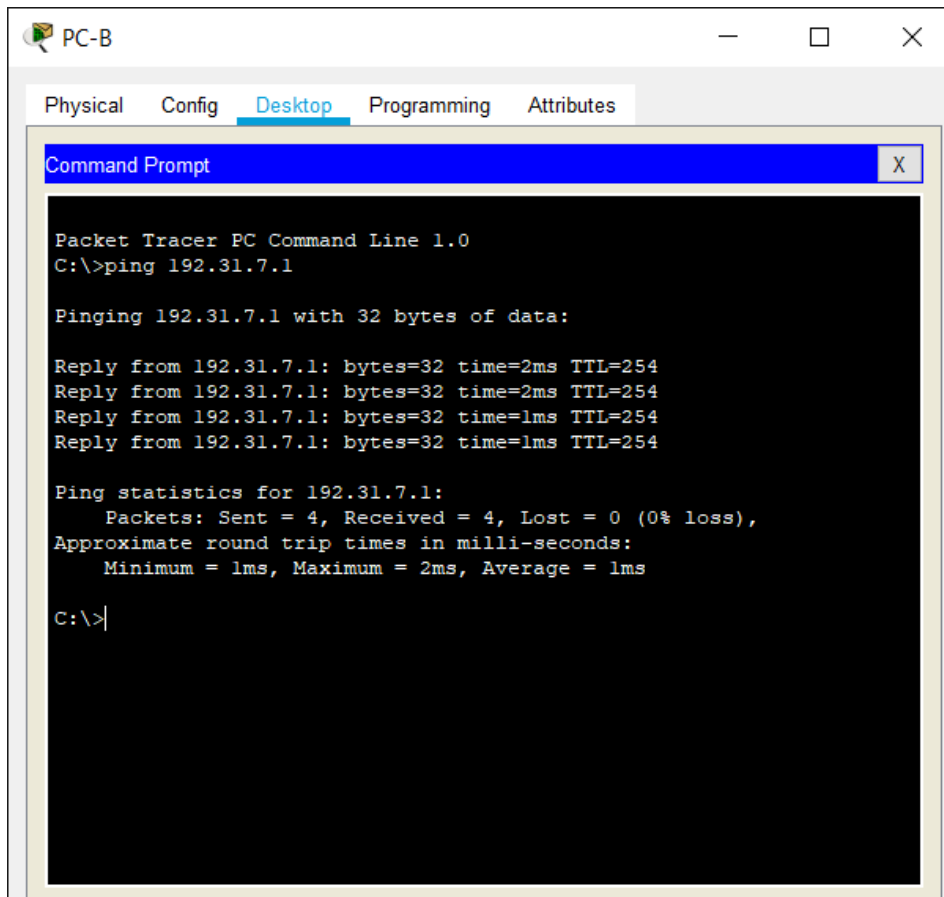 PC-B
Physical Config Desktop Programming Attributes
Command Prompt X
Packet Tracer PC Command Line 1.0
C:\>ping 192.31.7.1
Pinging 192.31.7.1 with 32 bytes of data:
Reply from 192.31.7.1: bytes=32 time=2ms TTL=254
Reply from 192.31.7.1: bytes=32 time=2ms TTL=254
Reply from 192.31.7.1: bytes=32 time=1ms TTL=254
Reply from 192.31.7.1: bytes=32 time=1ms TTL=254
Ping statistics for 192.31.7.1:
    Packets: Sent = 4, Received = 4, Lost = 0 (0% loss),
Approximate round trip times in milli-seconds:
    Minimum = 1ms, Maximum = 2ms, Average = 1ms
C:\>